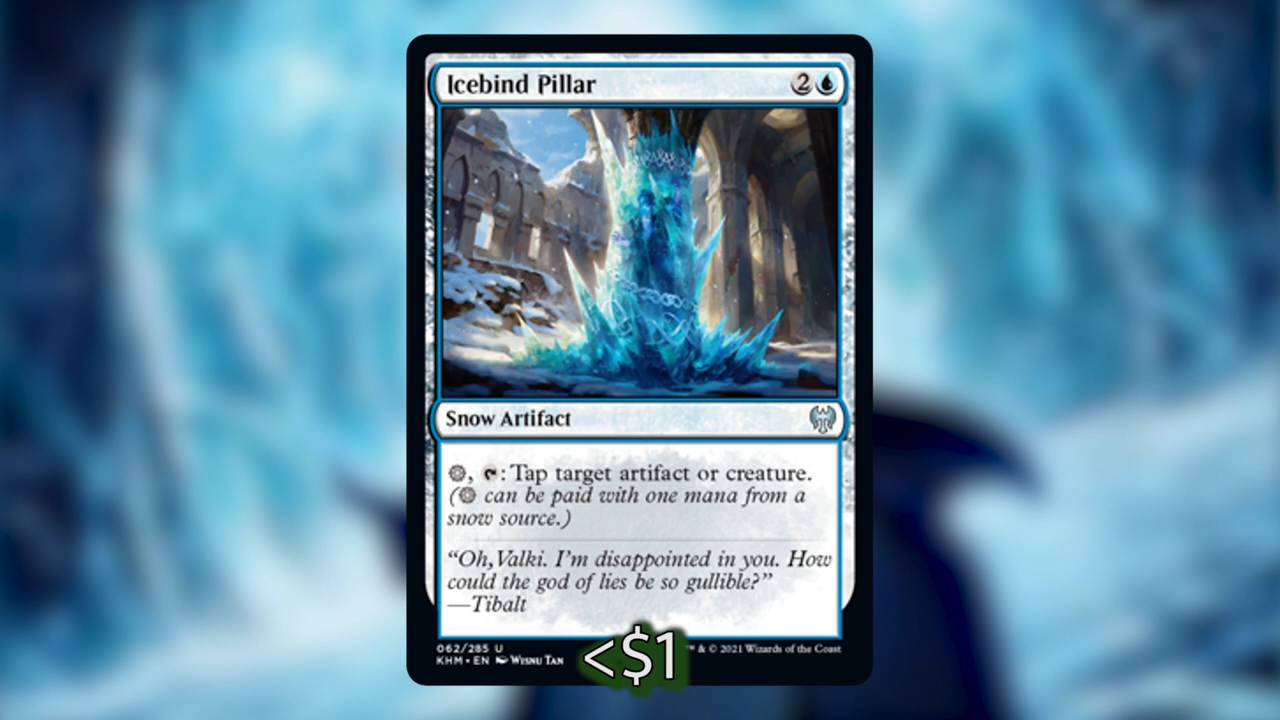 Icebind Pillar 2
Snow Artifact
, : Tap target artifact or creature.
( can be paid with one mana from a
snow source.)
“Oh, Valki. I’m disappointed in you. How
could the god of lies be so gullible?”
—Tibalt
062/285 U
KHM • EN Wisnu Tan
™ & © 2021 Wizards of the Coast
<$1